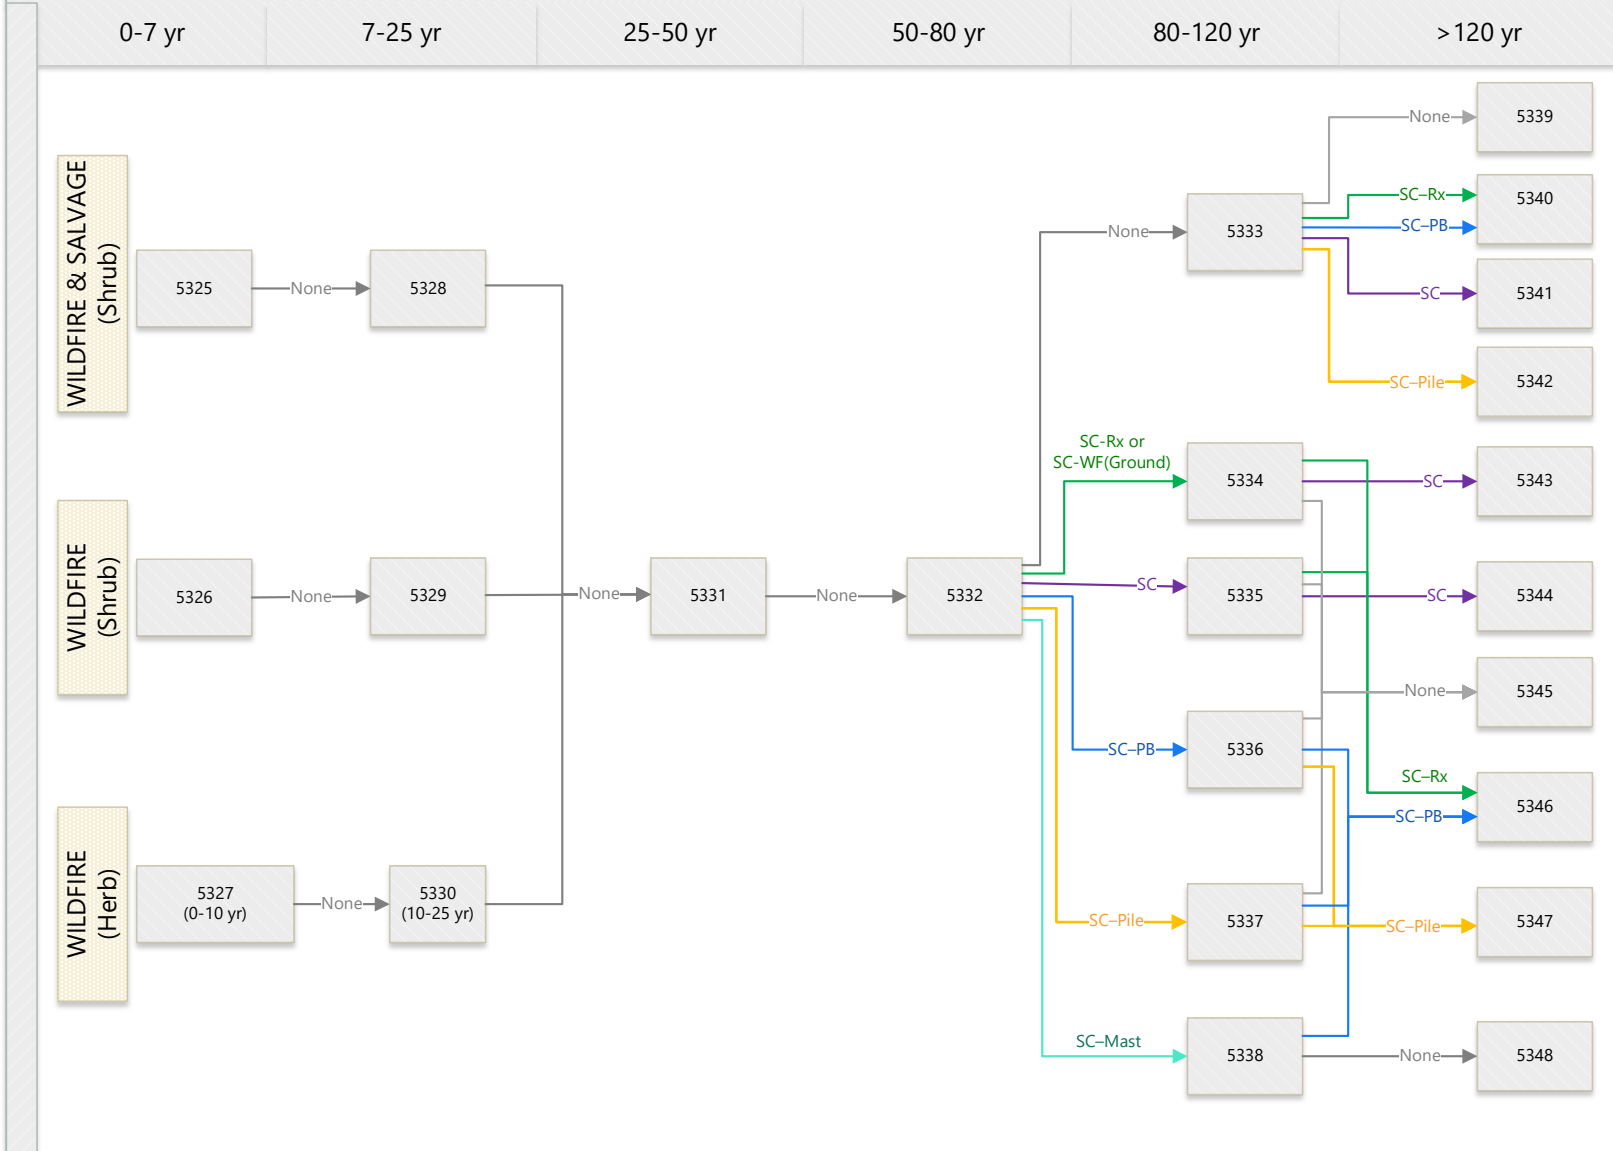 0-7 yr
7-25 yr
25-50 yr
50-80 yr
80-120 yr
>120 yr
WILDFIRE & SALVAGE
(Shrub)
5325
None
5328
WILDFIRE
(Shrub)
5326
None
5329
None
5331
None
5332
WILDFIRE
(Herb)
5327
(0-10 yr)
None
5330
(10-25 yr)
None
5333
SC-Rx or
SC-WF(Ground)
5334
SC
5335
SC–PB
5336
SC–Pile
5337
SC–Mast
5338
None
5339
SC–Rx
SC–PB
5340
SC
5341
SC–Pile
5342
SC
5343
SC
5344
None
5345
SC–Rx
SC–PB
5346
SC–Pile
5347
None
5348